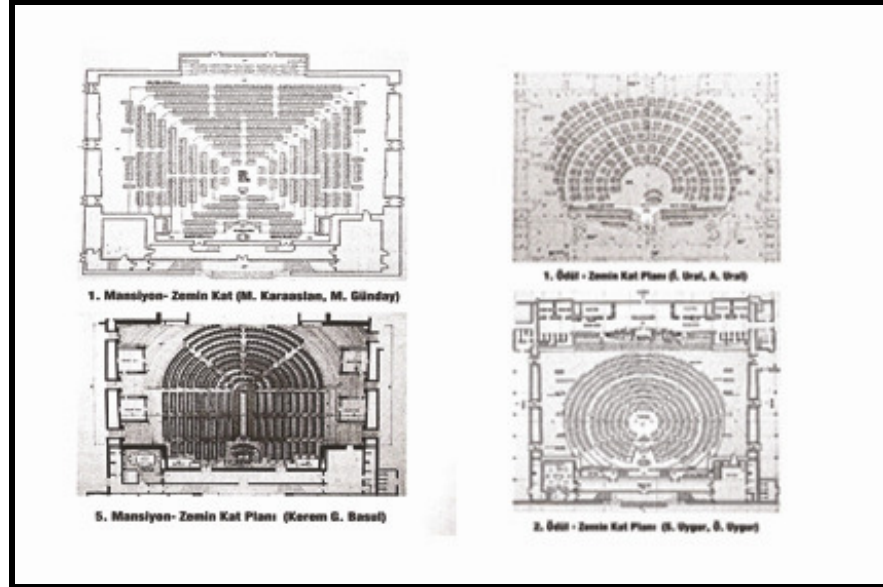 1. Mansiyon- Zemin Kat (M. Karaaslan, M. Günday)
1. Ödül - Zemin Kat Planı (İ. Ural, A. Ural)
5. Mansiyon- Zemin Kat Planı (Kerem G. Basul)
2. Ödül - Zemin Kat Planı (S. Uygur, Ö. Uygur)